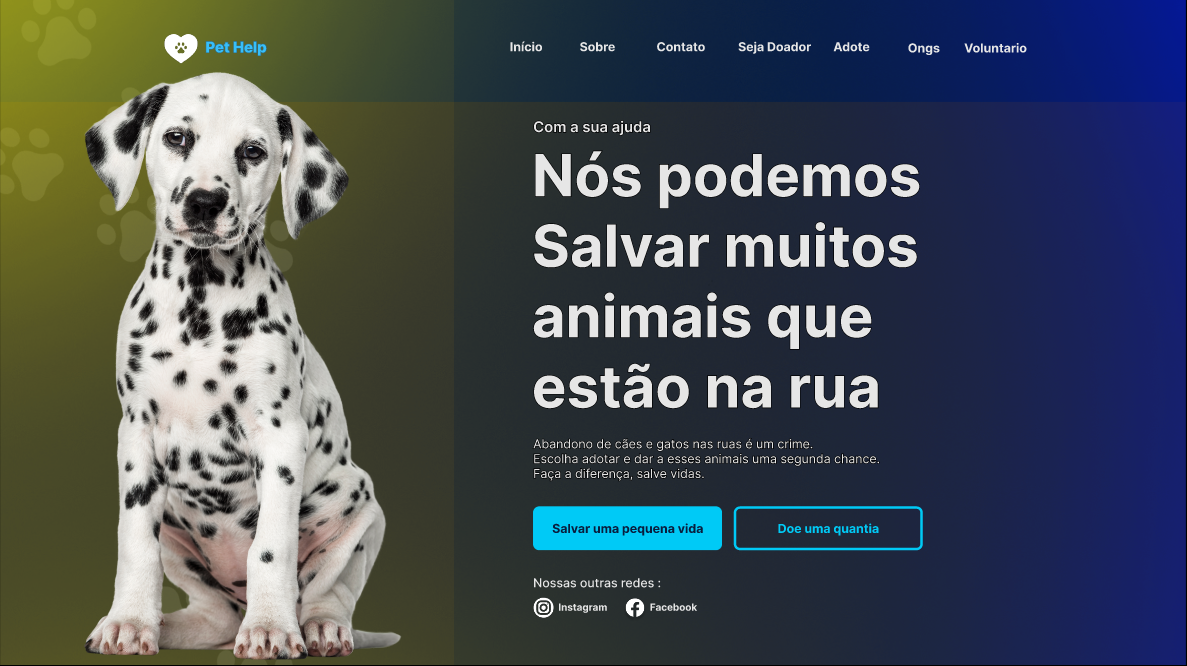 Pet Help
Início Sobre Contato Seja Doador Adote Ongs Voluntario
Com a sua ajuda
Nós podemos
Salvar muitos
animais que
estão na rua
Abandono de cães e gatos nas ruas é um crime.
Escolha adotar e dar a esses animais uma segunda chance.
Faça a diferença, salve vidas.
Salvar uma pequena vida
Doe uma quantia
Nossas outras redes :
Instagram Facebook